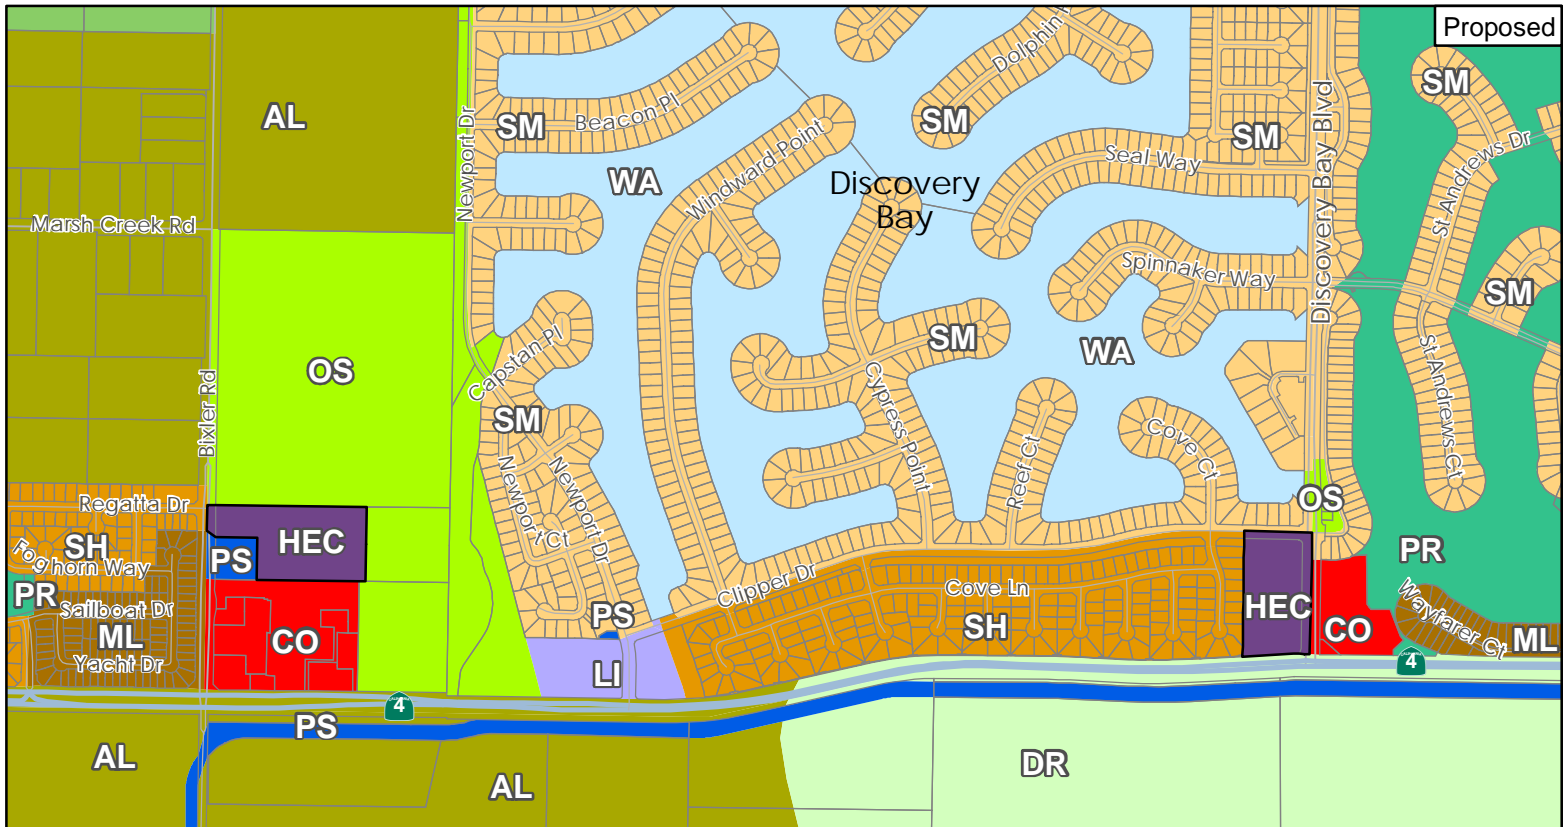 Proposed
SM
Dolphin
AL
SM
Beacon Pl
SM
SM
Newport Dr
Discovery Bay Blvd
St Andrews Dr
WA
Windward Point
Seal Way
Discovery
Bay
Marsh Creek Rd
Spinnaker Way
SM
SM
WA
OS
Capstan Pl
SM
Cypress Point
St Andrews Ct
Bixler Rd
Newport Ct
Newport Dr
Reef Ct
Cove Ct
Regatta Dr
OS
HEC
SH
PS
Foghorn Way
PR
Clipper Dr
Cove Ln
PR
Sailboat Dr
PS
HEC
Wayfarer Ct
ML
CO
SH
CO
ML
Yacht Dr
LI
4
4
PS
AL
AL
DR